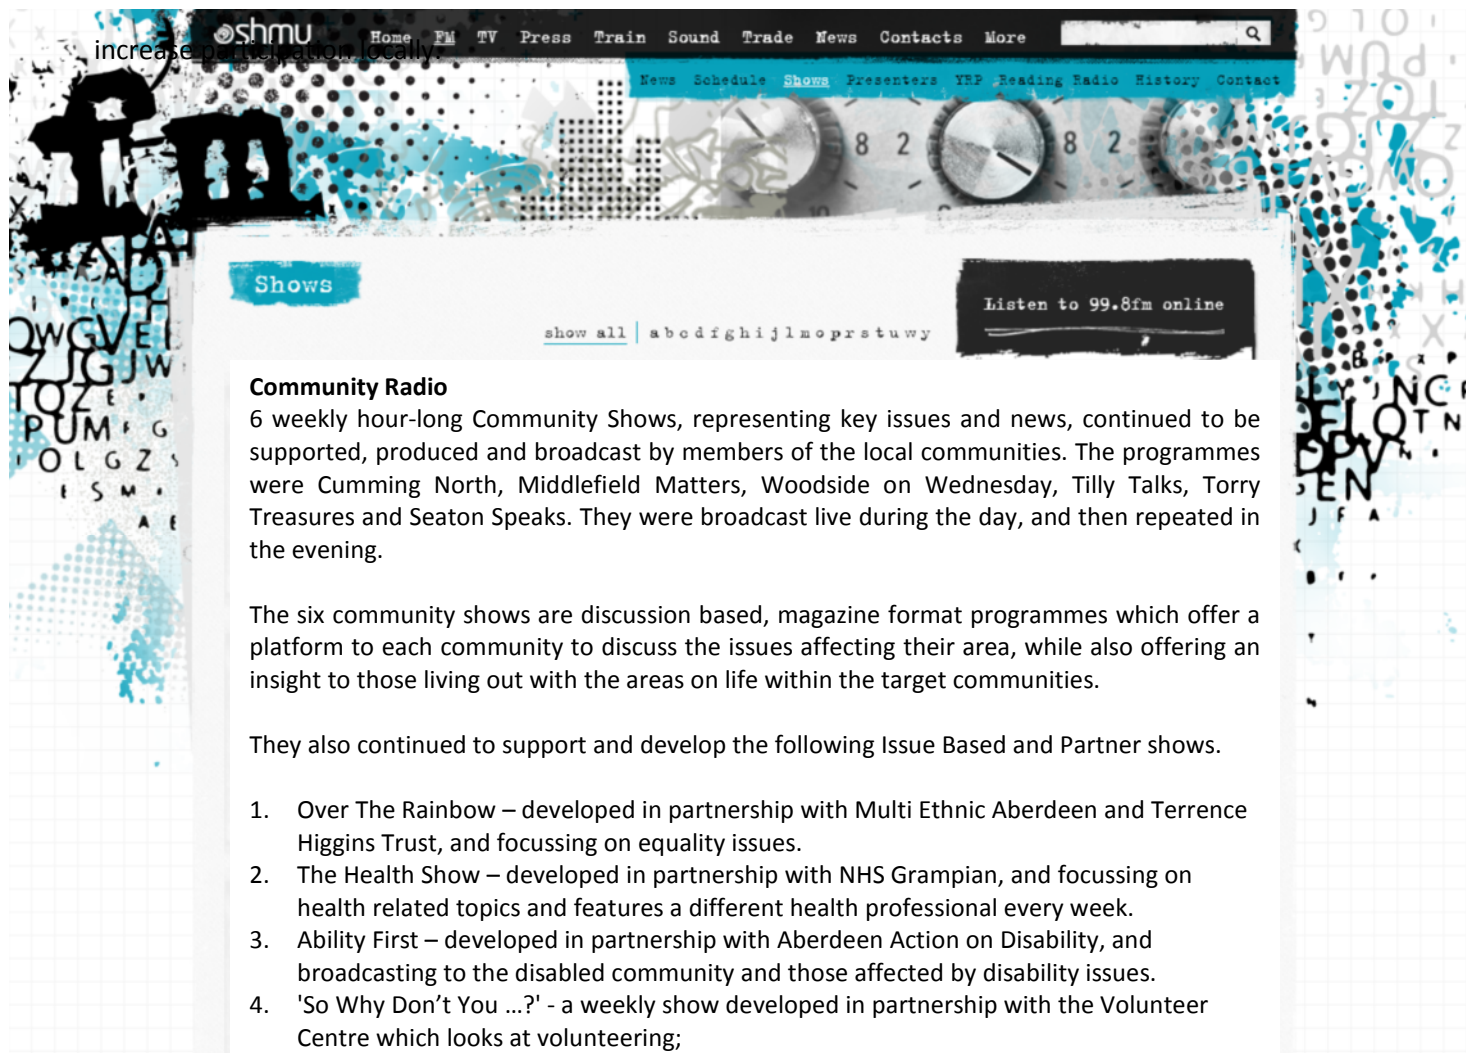 shmu
Home FM TV Press Train Sound Trade News Contacts More
increase participation locally.
News Schedule Shows Presenters YRP Reading Radio History Contact
fm
8 2 8 2
10
Shows
Listen to 99.8fm online
show all | a b c d f g h i j l m o p r s t u w y
Community Radio
6 weekly hour-long Community Shows, representing key issues and news, continued to be
supported, produced and broadcast by members of the local communities. The programmes
were Cumming North, Middlefield Matters, Woodside on Wednesday, Tilly Talks, Torry
Treasures and Seaton Speaks. They were broadcast live during the day, and then repeated in
the evening.
The six community shows are discussion based, magazine format programmes which offer a
platform to each community to discuss the issues affecting their area, while also offering an
insight to those living out with the areas on life within the target communities.
They also continued to support and develop the following Issue Based and Partner shows.
1. Over The Rainbow – developed in partnership with Multi Ethnic Aberdeen and Terrence
Higgins Trust, and focussing on equality issues.
2. The Health Show – developed in partnership with NHS Grampian, and focussing on
health related topics and features a different health professional every week.
3. Ability First – developed in partnership with Aberdeen Action on Disability, and
broadcasting to the disabled community and those affected by disability issues.
4. 'So Why Don’t You …?' - a weekly show developed in partnership with the Volunteer
Centre which looks at volunteering;